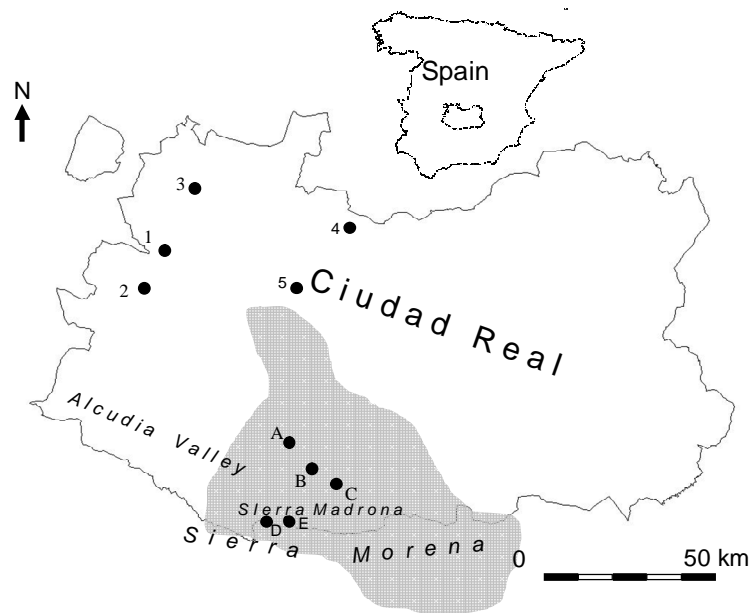 Spain
N
3
4
1
2
5
Ciudad Real
Alcudia Valley
A
B
C
SIerra Madrona
D
E
Sierra Morena
0
50 km